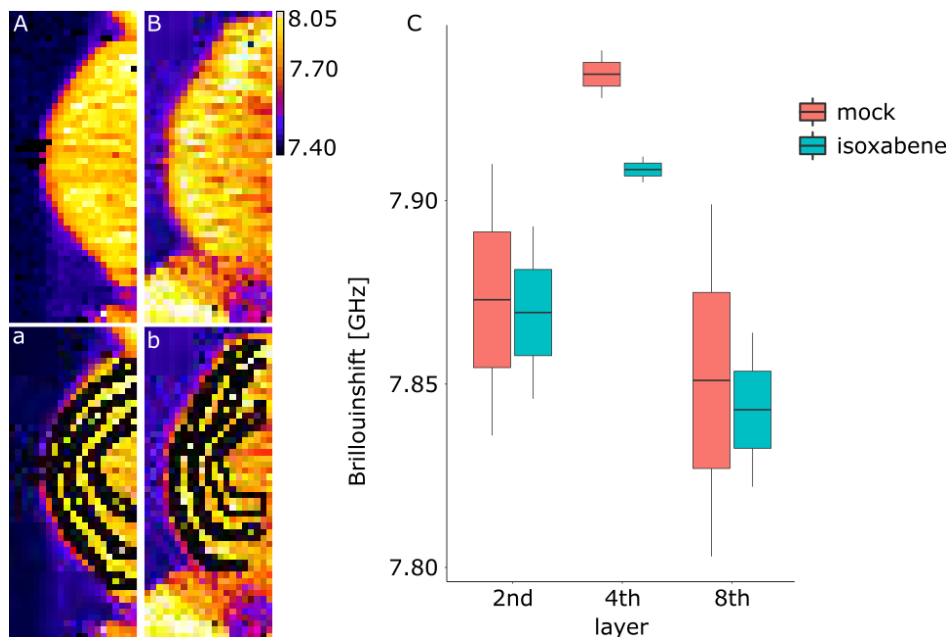 A
B
8.05
7.70
7.40
a
b
C
mock
isoxabene
Brillouinshift [GHz]
7.90
7.85
7.80
2nd
4th
8th
layer